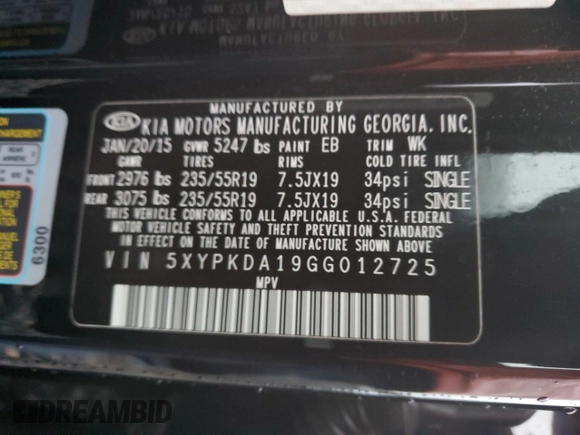 MANUFACTURED BY
KIA KIA MOTORS MANUFACTURING GEORGIA, INC.
JAN/20/15 GVWR 5247 lbs PAINT EB TRIM WK
GAWR TIRES RIMS COLD TIRE INFL
FRONT 2976 lbs 235/55R19 7.5JX19 34psi SINGLE
REAR 3075 lbs 235/55R19 7.5JX19 34psi SINGLE
THIS VEHICLE CONFORMS TO ALL APPLICABLE U.S.A. FEDERAL
MOTOR VEHICLE SAFETY AND THEFT PREVENTION STANDARDS
IN EFFECT ON THE DATE OF MANUFACTURE SHOWN ABOVE
VIN 5XYPKDA19GG012725
MPV
6300
DREAMBID